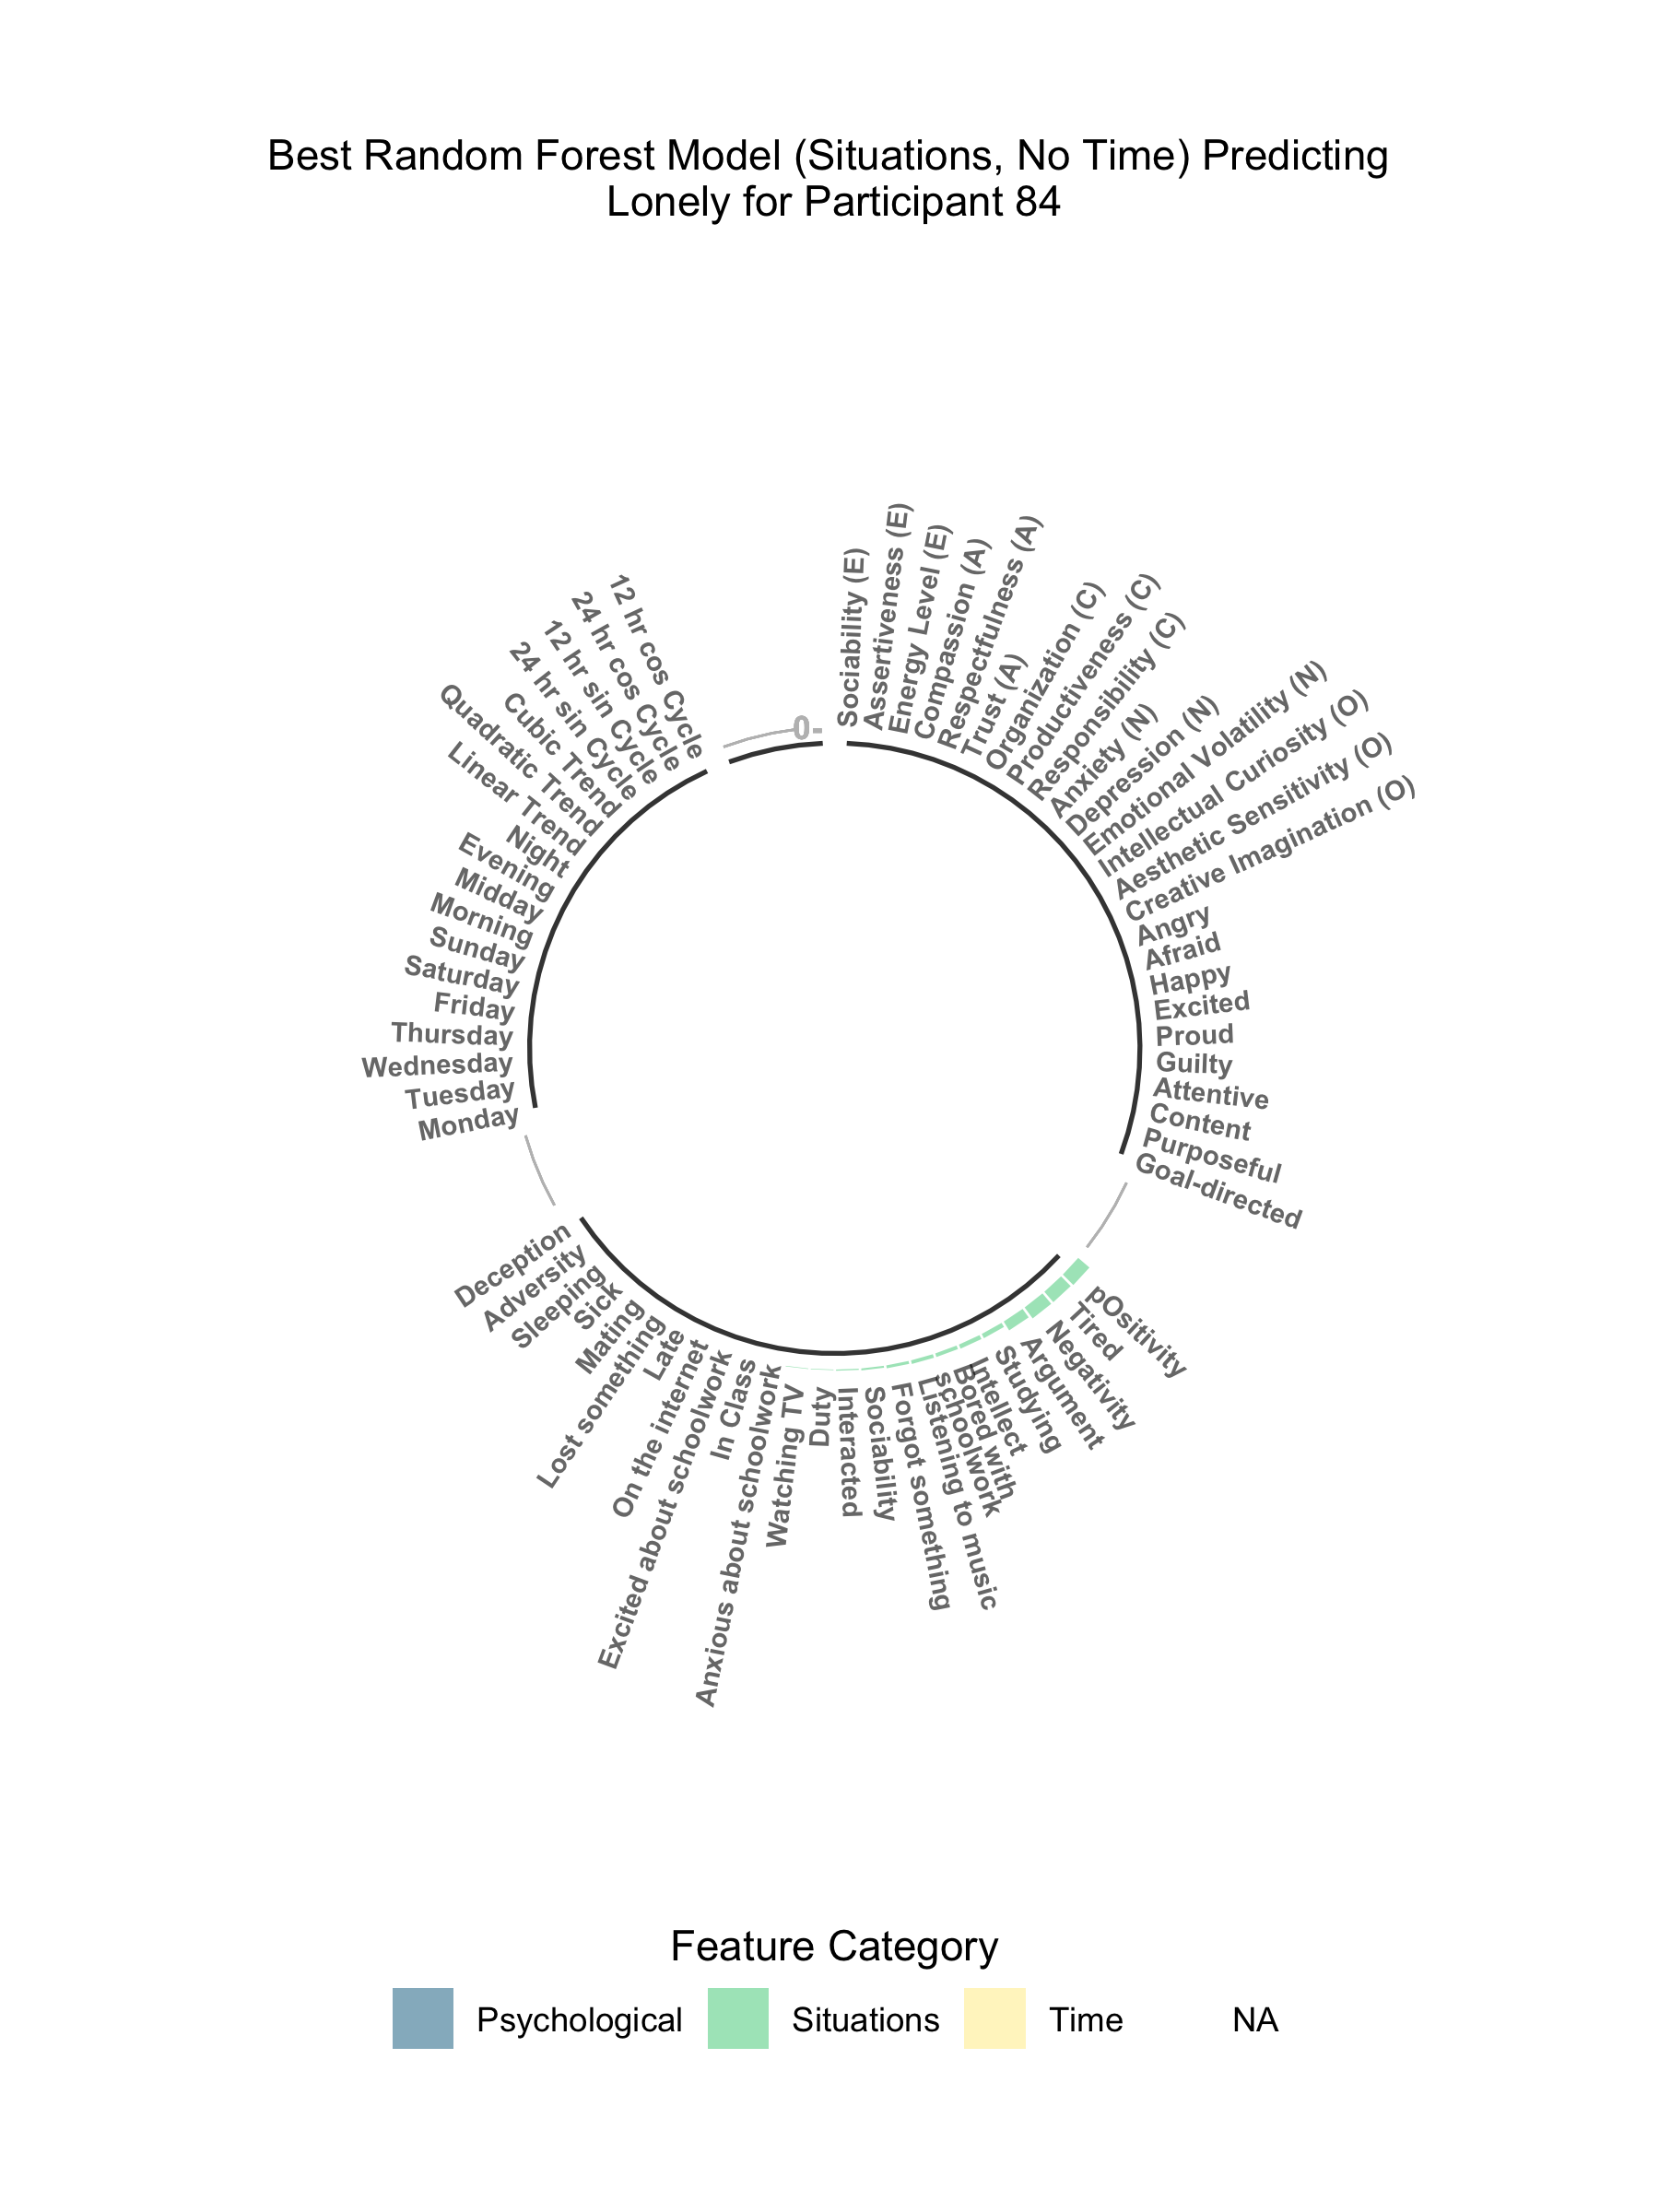 Best Random Forest Model (Situations, No Time) Predicting
Lonely for Participant 84
0-
Sociability (E)
Assertiveness (E)
Energy Level (E)
Compassion (A)
Respectfulness (A)
Trust (A)
Organization (C)
Productiveness (C)
Responsibility (C)
Anxiety (N)
Depression (N)
Emotional Volatility (N)
Intellectual Curiosity (O)
Aesthetic Sensitivity (O)
Creative Imagination (O)
Angry
Afraid
Happy
Excited
Proud
Guilty
Attentive
Content
Purposeful
Goal-directed
pOsitivity
Tired
Negativity
Argument
Studying
Intellect
Bored with
schoolwork
Listening to music
Forgot something
Sociability
Interacted
Duty
Watching TV
Anxious about schoolwork
In Class
Excited about schoolwork
On the internet
Late
Lost something
Mating
Sick
Sleeping
Adversity
Deception
Monday
Tuesday
Wednesday
Thursday
Friday
Saturday
Sunday
Morning
Midday
Evening
Night
Linear Trend
Quadratic Trend
Cubic Trend
24 hr sin Cycle
12 hr sin Cycle
24 hr cos Cycle
12 hr cos Cycle
Feature Category
Psychological
Situations
Time
NA